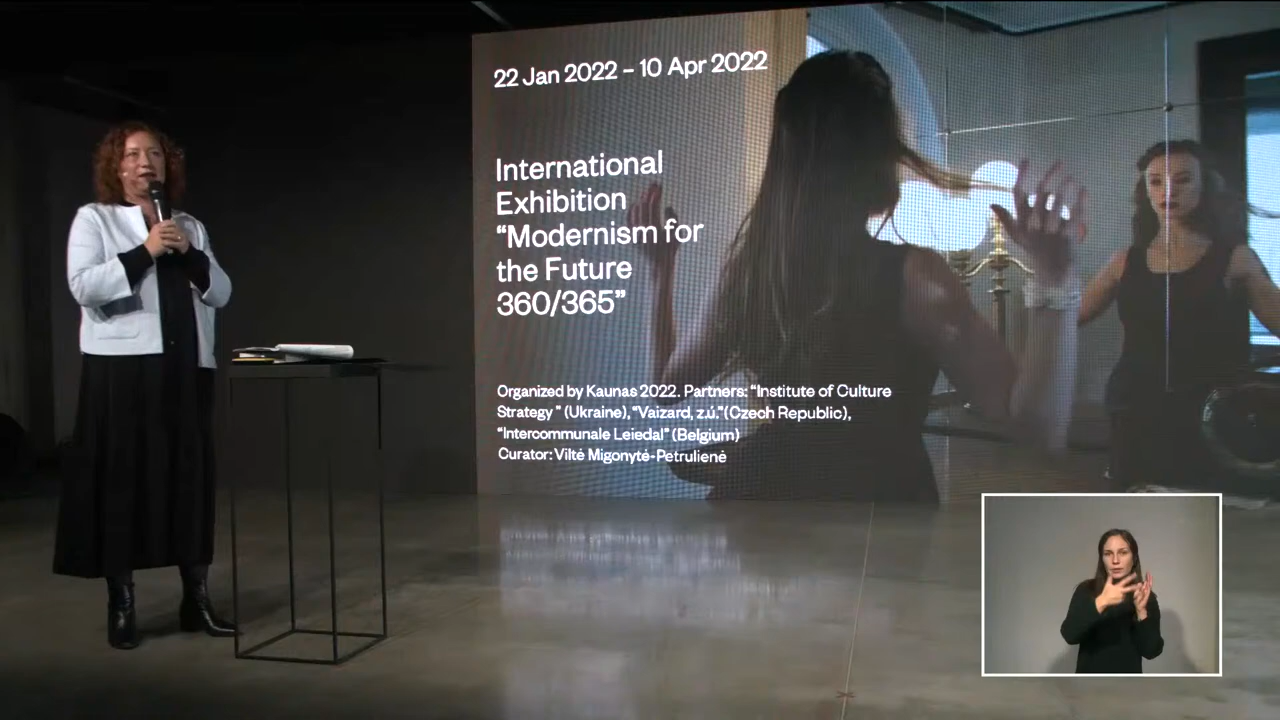 22 Jan 2022 – 10 Apr 2022
International
Exhibition
“Modernism for
the Future
360/365”
Organized by Kaunas 2022. Partners: “Institute of Culture
Strategy ” (Ukraine), “Vaizard, z.ú.”(Czech Republic),
“Intercommunale Leiedal” (Belgium)
Curator: Viltė Migonytė-Petrulienė